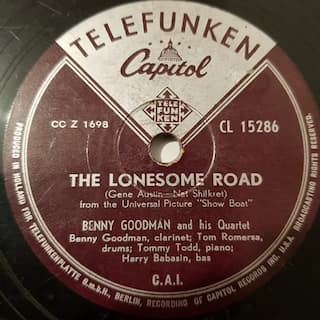 TELEFUNKEN
Capitol
TELE
FUN
KEN
CC Z 1698
CL 15286
THE LONESOME ROAD
(Gene Austin - Nat Shilkret)
from the Universal Picture "Show Boat"
BENNY GOODMAN and his Quartet
Benny Goodman, clarinet; Tom Romersa,
drums; Tommy Todd, piano;
Harry Babasin, bas
C.A.I.
PRODUCED IN HOLLAND FOR TELEFUNKENPLATTE G.m.b.H., BERLIN, RECORDING OF CAPITOL RECORDS INC. U.S.A. BROADCASTING RIGHTS RESERVED.